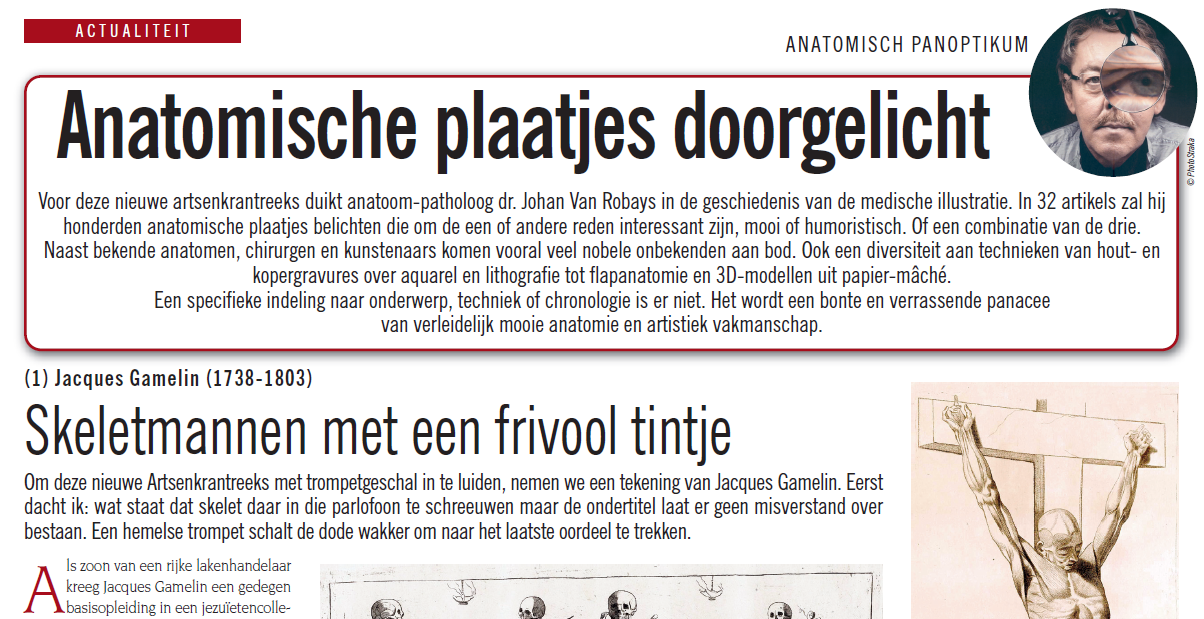 ACTUALITEIT
ANATOMISCH PANOPTIKUM
Anatomische plaatjes doorgelicht
© PhotoStraka
Voor deze nieuwe artsenkrantreeks duikt anatoom-patholoog dr. Johan Van Robays in de geschiedenis van de medische illustratie. In 32 artikels zal hij
honderden anatomische plaatjes belichten die om de een of andere reden interessant zijn, mooi of humoristisch. Of een combinatie van de drie.
Naast bekende anatomen, chirurgen en kunstenaars komen vooral veel nobele onbekenden aan bod. Ook een diversiteit aan technieken van hout- en
kopergravures over aquarel en lithografie tot flapanatomie en 3D-modellen uit papier-mâché.
Een specifieke indeling naar onderwerp, techniek of chronologie is er niet. Het wordt een bonte en verrassende panacee
van verleidelijk mooie anatomie en artistiek vakmanschap.
(1) Jacques Gamelin (1738-1803)
Skeletmannen met een frivool tintje
Om deze nieuwe Artsenkrantreeks met trompetgeschal in te luiden, nemen we een tekening van Jacques Gamelin. Eerst
dacht ik: wat staat dat skelet daar in die parlofoon te schreeuwen maar de ondertitel laat er geen misverstand over
bestaan. Een hemelse trompet schalt de dode wakker om naar het laatste oordeel te trekken.
Als zoon van een rijke lakenhandelaar
kreeg Jacques Gamelin een gedegen
basisopleiding in een jezuïetencolle-